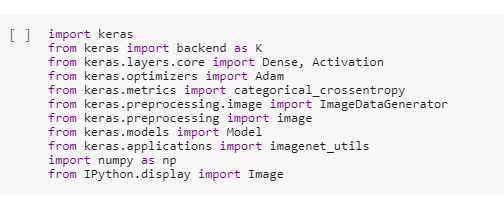 [ ] import keras
from keras import backend as K
from keras.layers.core import Dense, Activation
from keras.optimizers import Adam
from keras.metrics import categorical_crossentropy
from keras.preprocessing.image import ImageDataGenerator
from keras.preprocessing import image
from keras.models import Model
from keras.applications import imagenet_utils
import numpy as np
from IPython.display import Image